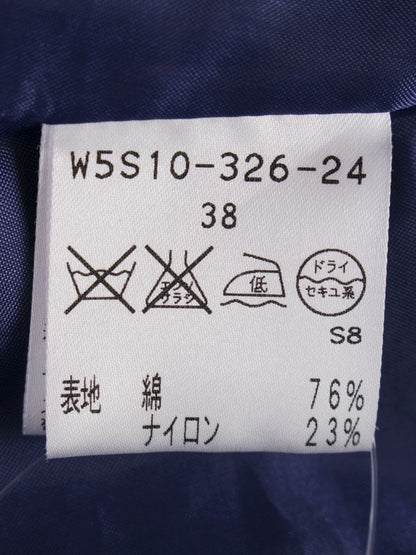 W5S10-326-24
38
エンソ
サラシ
低
ドライ
セキユ系
S8
表地 綿 76%
ナイロン 23%